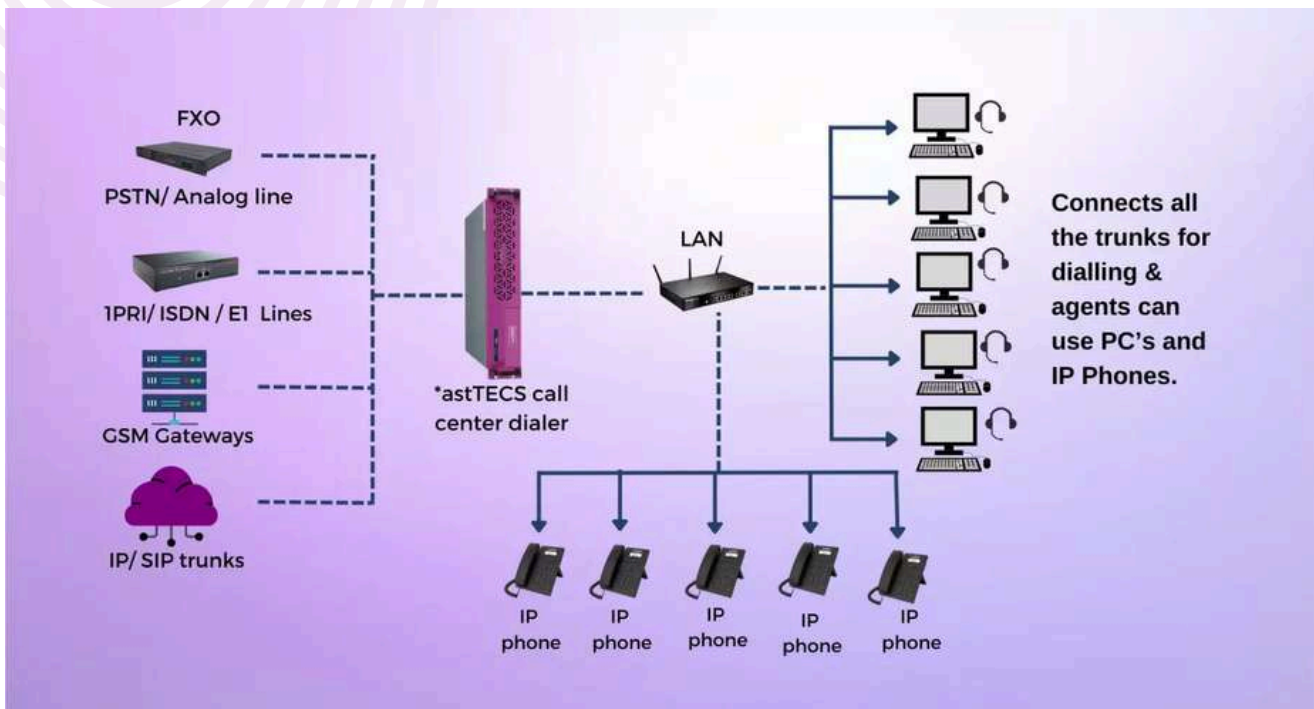 FXO
PSTN/ Analog line
1PRI/ ISDN / E1 Lines
GSM Gateways
IP/ SIP trunks
*astTECS call
center dialer
LAN
Connects all
the trunks for
dialling &
agents can
use PC's and
IP Phones.
IP
phone
IP
phone
IP
phone
IP
phone
IP
phone